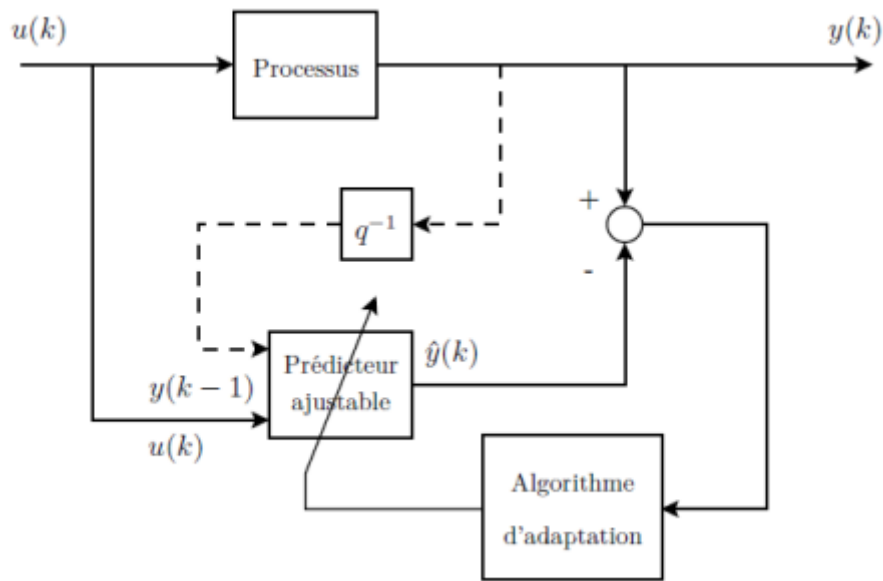 u(k)
y(k)
Processus
+
q⁻¹
-
Prédicteur
ajustable
ŷ(k)
y(k − 1)
u(k)
Algorithme
d'adaptation